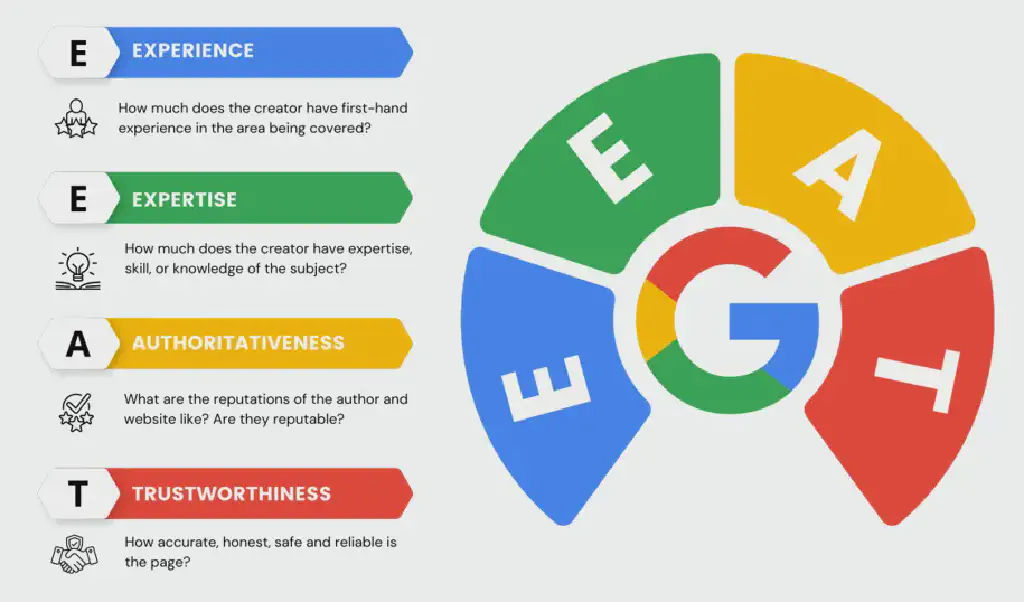 E
EXPERIENCE
How much does the creator have first-hand
experience in the area being covered?
E
EXPERTISE
How much does the creator have expertise,
skill, or knowledge of the subject?
A
AUTHORITATIVENESS
What are the reputations of the author and
website like? Are they reputable?
T
TRUSTWORTHINESS
How accurate, honest, safe and reliable is
the page?
E
E
A
T
G